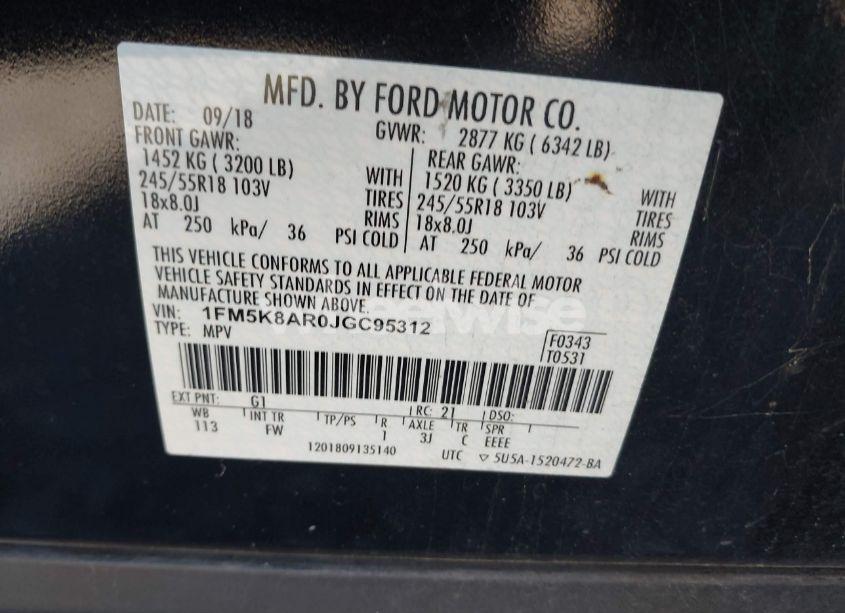 MFD. BY FORD MOTOR CO.
DATE: 09/18 GVWR: 2877 KG ( 6342 LB)
FRONT GAWR: REAR GAWR:
1452 KG ( 3200 LB) WITH 1520 KG ( 3350 LB) WITH
245/55R18 103V TIRES 245/55R18 103V TIRES
18x8.0J RIMS 18x8.0J RIMS
AT 250 kPa/ 36 PSI COLD AT 250 kPa/ 36 PSI COLD
THIS VEHICLE CONFORMS TO ALL APPLICABLE FEDERAL MOTOR
VEHICLE SAFETY STANDARDS IN EFFECT ON THE DATE OF
MANUFACTURE SHOWN ABOVE.
VIN: 1FM5K8AR0JGC95312
TYPE: MPV
F0343
T0531
EXT PNT: G1 RC: 21 DSO:
WB INT TR TP/PS R AXLE TR SPR
113 FW 1 3J C EEEE
1201809135140 UTC ▽ 5U5A-1520472-BA